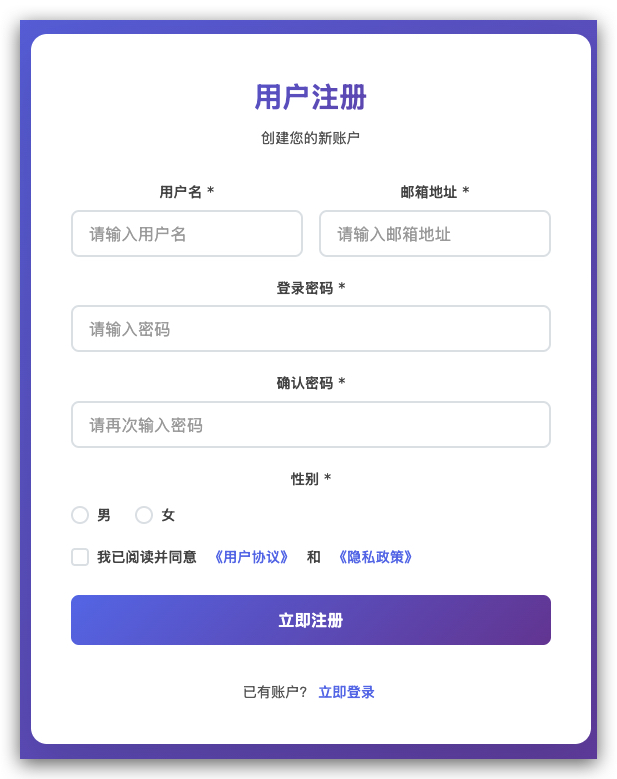 用户注册
创建您的新账户
用户名 * 邮箱地址 *
请输入用户名 请输入邮箱地址
登录密码 *
请输入密码
确认密码 *
请再次输入密码
性别 *
男 女
我已阅读并同意 《用户协议》 和 《隐私政策》
立即注册
已有账户? 立即登录